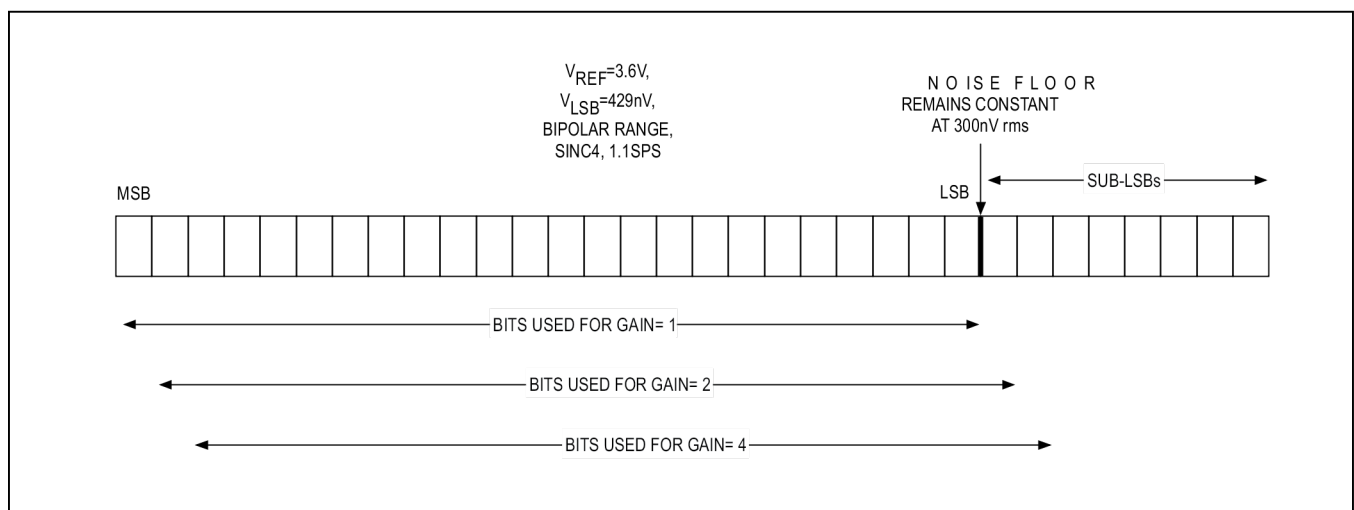 V_REF=3.6V,
V_LSB=429nV,
BIPOLAR RANGE,
SINC4, 1.1SPS
NOISE FLOOR
REMAINS CONSTANT
AT 300nV rms
SUB-LSBs
MSB
LSB
BITS USED FOR GAIN= 1
BITS USED FOR GAIN= 2
BITS USED FOR GAIN= 4